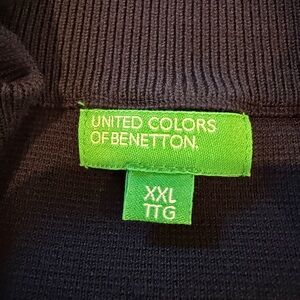 UNITED COLORS
OF BENETTON.
XXL
TTG